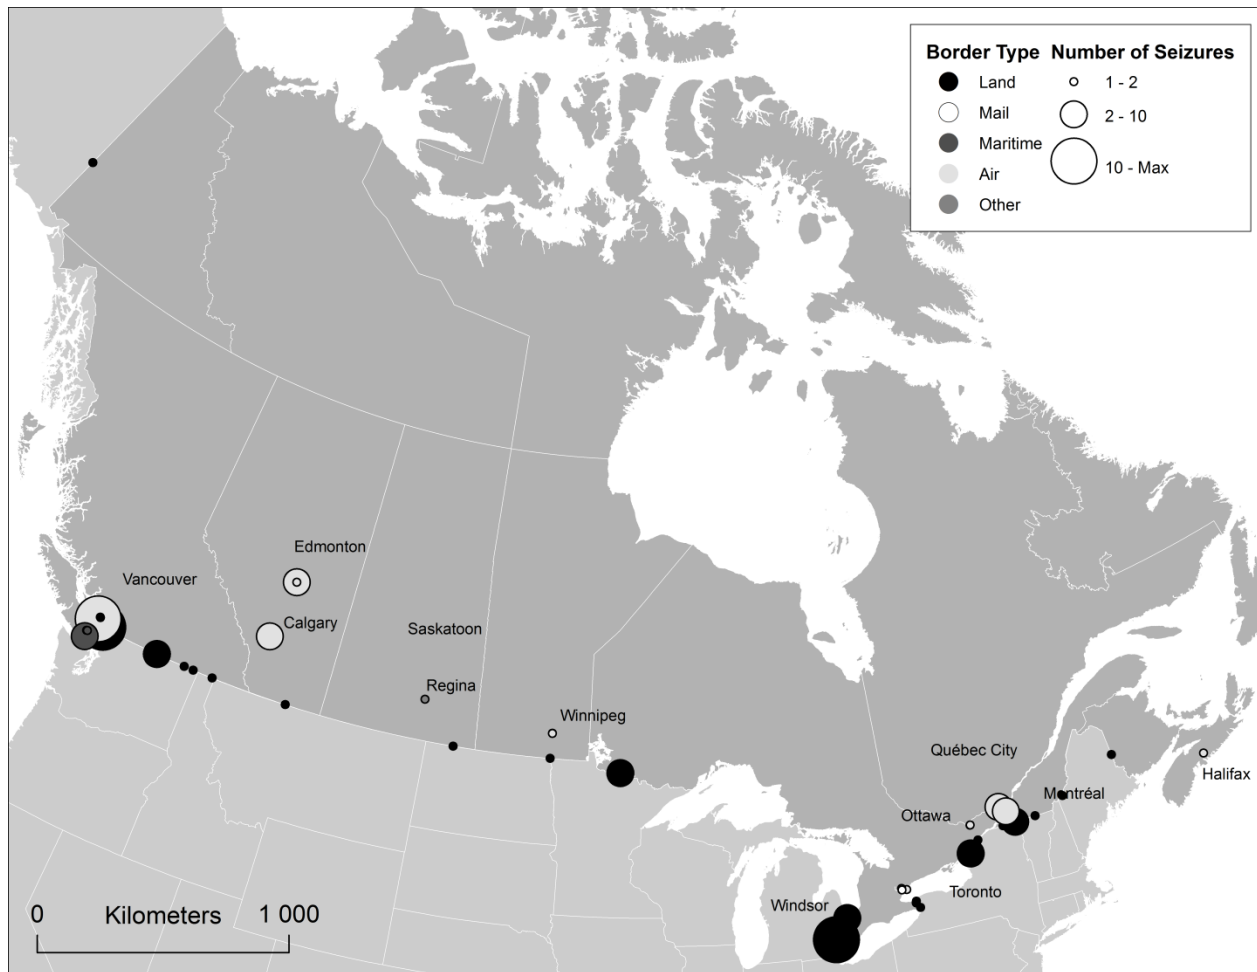 Border Type Number of Seizures
Land
1 - 2
Mail
2 - 10
Maritime
Air
10 - Max
Other
Edmonton
Vancouver
Calgary
Saskatoon
Regina
Winnipeg
Québec City
Halifax
Montréal
Ottawa
Toronto
Windsor
0 Kilometers 1 000